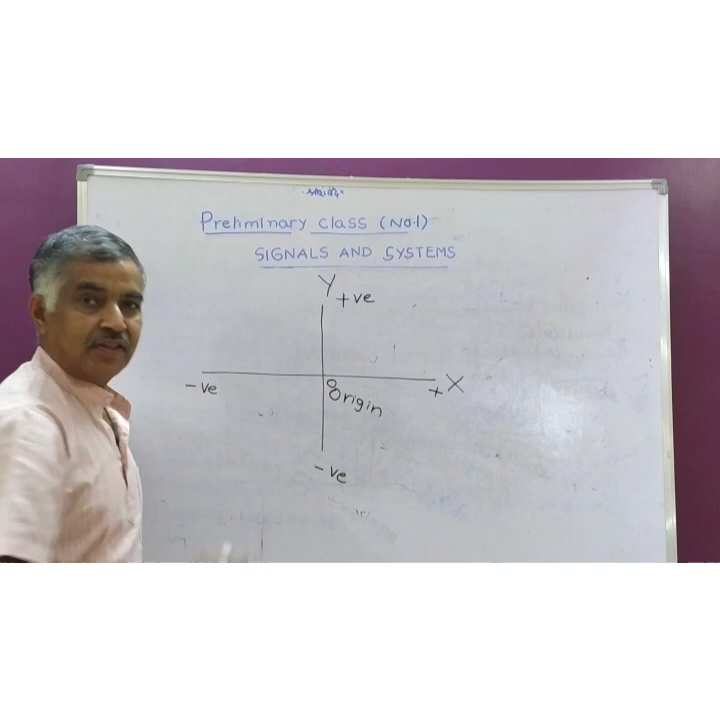 Preliminary class (No.1)
SIGNALS AND SYSTEMS
Y
+ve
-ve
Origin
+ X
-ve